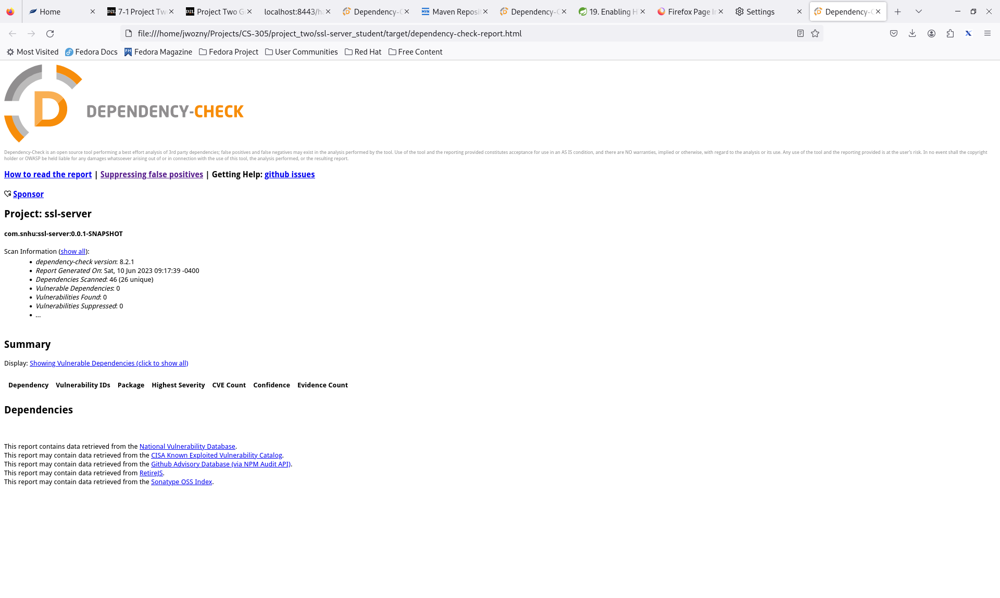 Home
7-1 Project Tw
Project Two G
localhost:8443/h
Dependency-C
Maven Reposi
Dependency-C
19. Enabling H
Firefox Page I
Settings
Dependency-C
file:///home/jwozny/Projects/CS-305/project_two/ssl-server_student/target/dependency-check-report.html
Most Visited Fedora Docs Fedora Magazine Fedora Project User Communities Red Hat Free Content
DEPENDENCY-CHECK
Dependency-Check is an open source tool performing a best effort analysis of 3rd party dependencies; false positives and false negatives may exist in the analysis performed by the tool. Use of the tool and the reporting provided constitutes acceptance for use in an AS IS condition, and there are NO warranties, implied or otherwise, with regard to the analysis or its use. Any use of the tool and the reporting provided is at the user's risk. In no event shall the copyright
holder or OWASP be held liable for any damages whatsoever arising out of or in connection with the use of this tool, the analysis performed, or the resulting report.
How to read the report | Suppressing false positives | Getting Help: github issues
Sponsor
Project: ssl-server
com.snhu:ssl-server:0.0.1-SNAPSHOT
Scan Information (show all):
• dependency-check version: 8.2.1
• Report Generated On: Sat, 10 Jun 2023 09:17:39 -0400
• Dependencies Scanned: 46 (26 unique)
• Vulnerable Dependencies: 0
• Vulnerabilities Found: 0
• Vulnerabilities Suppressed: 0
• ...
Summary
Display: Showing Vulnerable Dependencies (click to show all)
Dependency Vulnerability IDs Package Highest Severity CVE Count Confidence Evidence Count
Dependencies
This report contains data retrieved from the National Vulnerability Database.
This report may contain data retrieved from the CISA Known Exploited Vulnerability Catalog.
This report may contain data retrieved from the Github Advisory Database (via NPM Audit API).
This report may contain data retrieved from RetireJS.
This report may contain data retrieved from the Sonatype OSS Index.